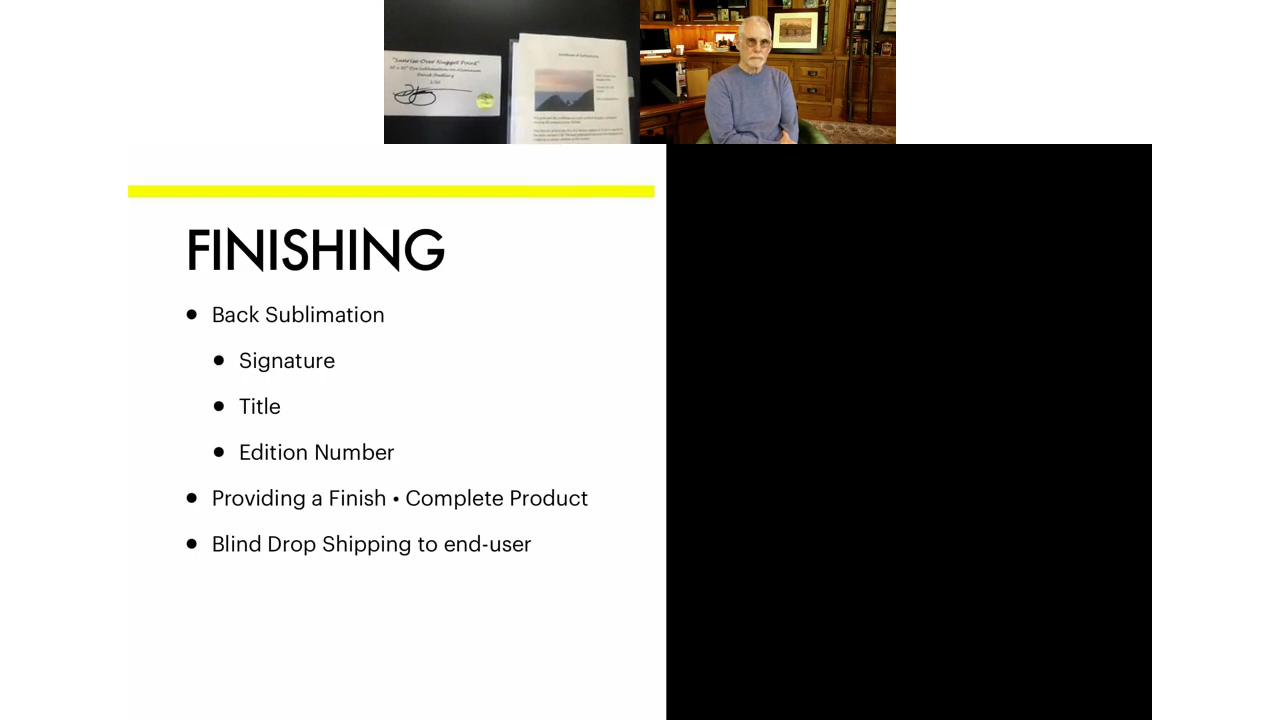 "Sunrise Over Nugget Point"
Certificate of Authenticity
FINISHING
• Back Sublimation
• Signature
• Title
• Edition Number
• Providing a Finish • Complete Product
• Blind Drop Shipping to end-user